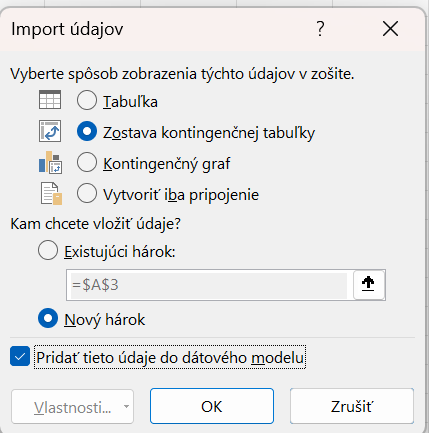 Import údajov
Vyberte spôsob zobrazenia týchto údajov v zošite.
Tabuľka
Zostava kontingenčnej tabuľky
Kontingenčný graf
Vytvoriť iba pripojenie
Kam chcete vložiť údaje?
Existujúci hárok:
=$A$3
Nový hárok
Pridať tieto údaje do dátového modelu
Vlastnosti... OK Zrušiť